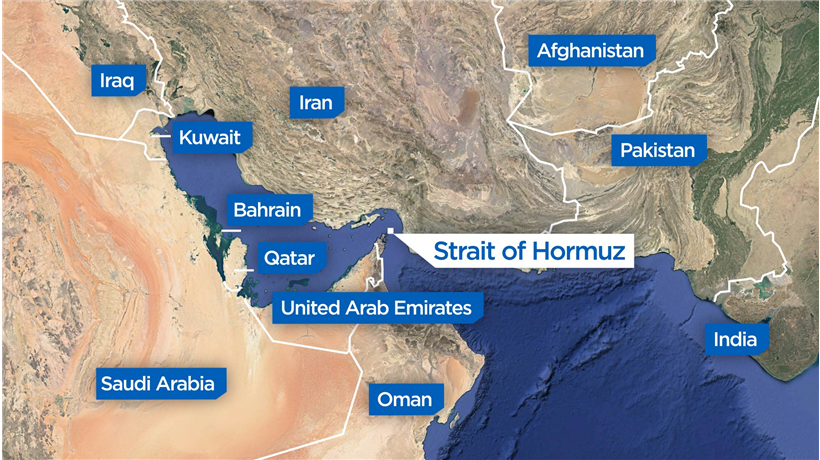 Afghanistan
Iraq
Iran
Kuwait
Pakistan
Bahrain
Strait of Hormuz
Qatar
United Arab Emirates
India
Saudi Arabia
Oman